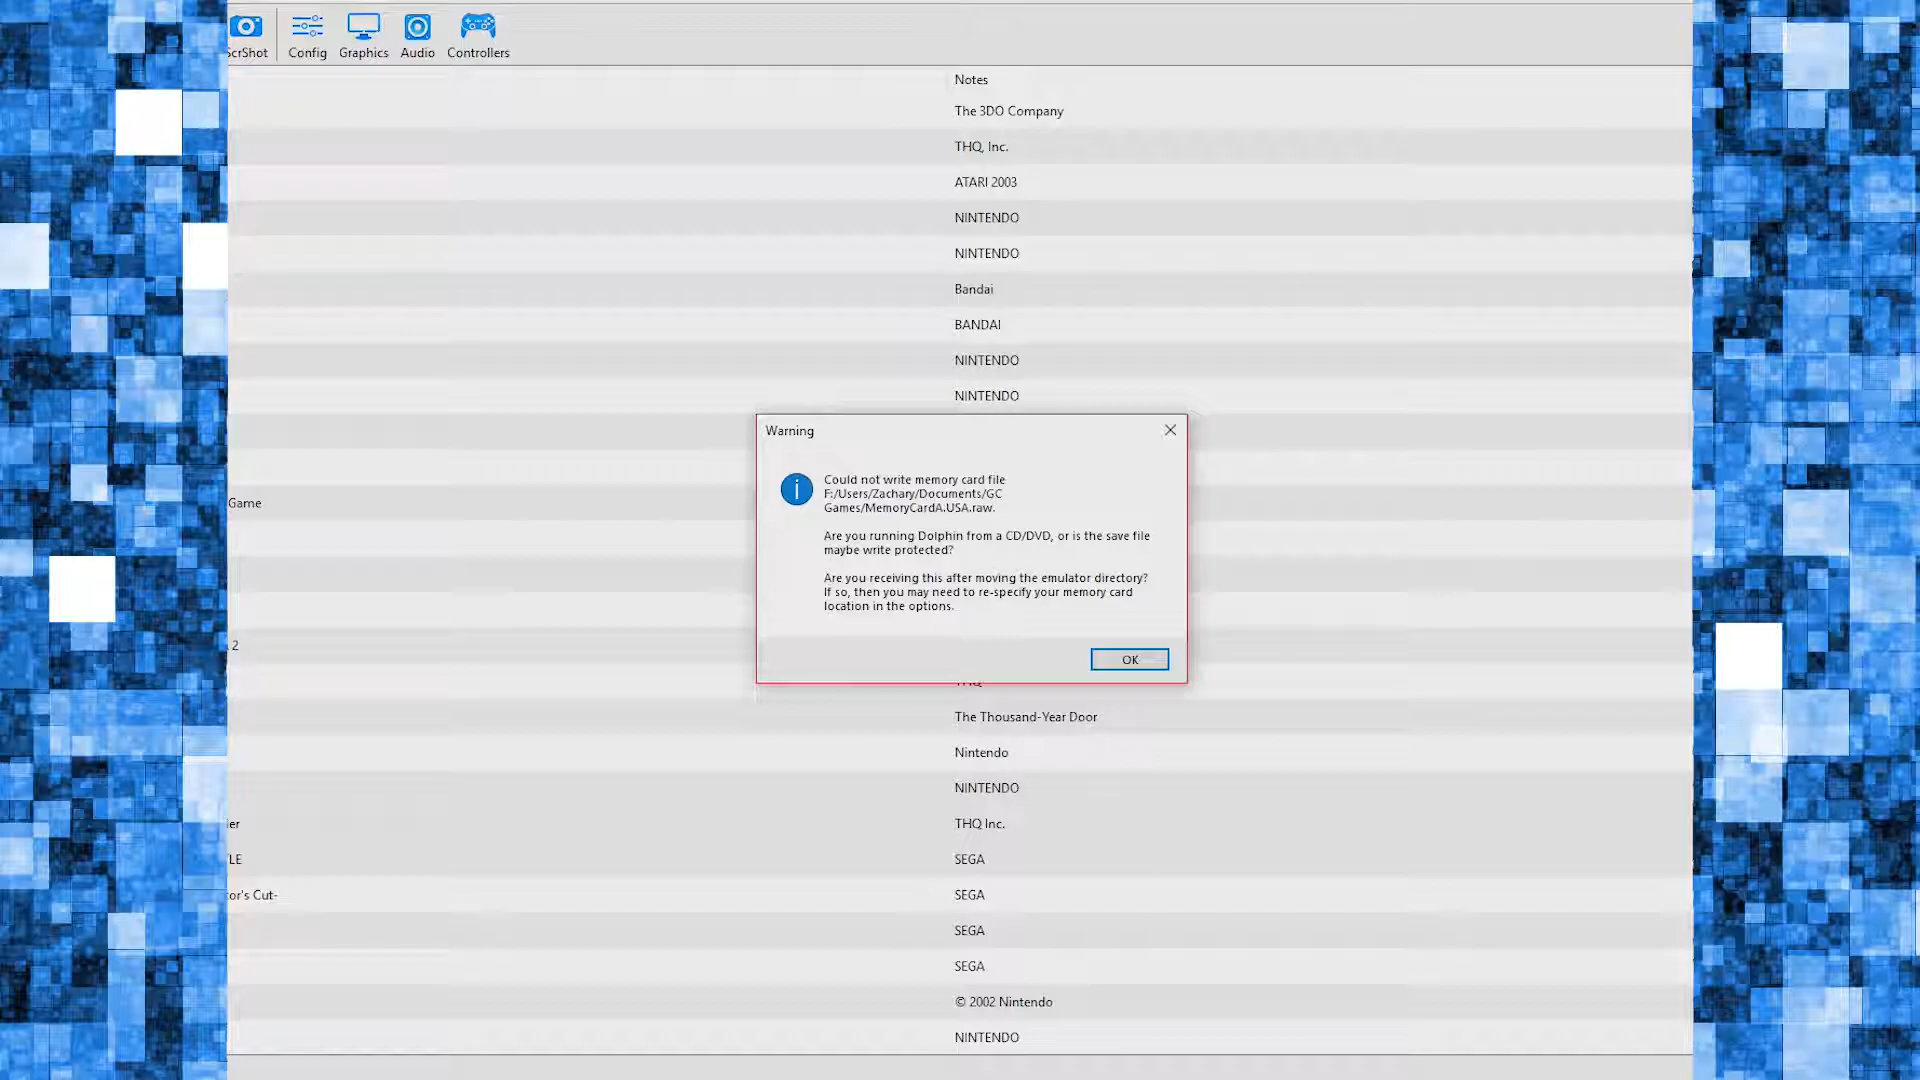 ScrShot Config Graphics Audio Controllers
Notes
The 3DO Company
THQ, Inc.
ATARI 2003
NINTENDO
NINTENDO
Bandai
BANDAI
NINTENDO
NINTENDO
Warning
Could not write memory card file
F:/Users/Zachary/Documents/GC
Games/MemoryCardA.USA.raw.
Are you running Dolphin from a CD/DVD, or is the save file
maybe write protected?
Are you receiving this after moving the emulator directory?
If so, then you may need to re-specify your memory card
location in the options.
OK
Game
2
THQ
The Thousand-Year Door
Nintendo
NINTENDO
ler THQ Inc.
LE SEGA
tor's Cut- SEGA
SEGA
SEGA
© 2002 Nintendo
NINTENDO